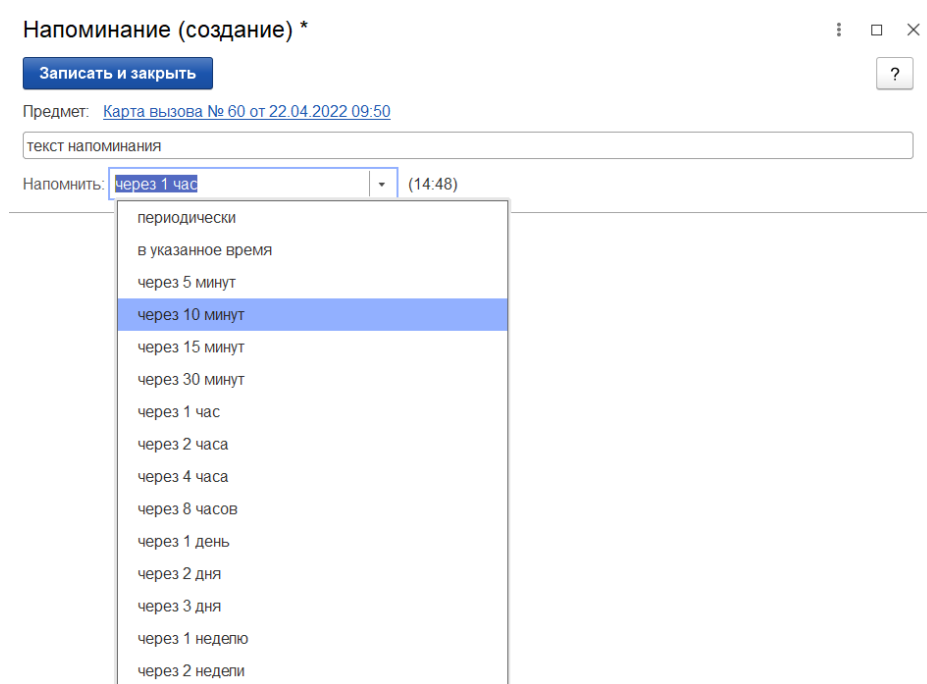 Напоминание (создание) *
Записать и закрыть
?
Предмет: Карта вызова № 60 от 22.04.2022 09:50
текст напоминания
Напомнить: через 1 час (14:48)
периодически
в указанное время
через 5 минут
через 10 минут
через 15 минут
через 30 минут
через 1 час
через 2 часа
через 4 часа
через 8 часов
через 1 день
через 2 дня
через 3 дня
через 1 неделю
через 2 недели